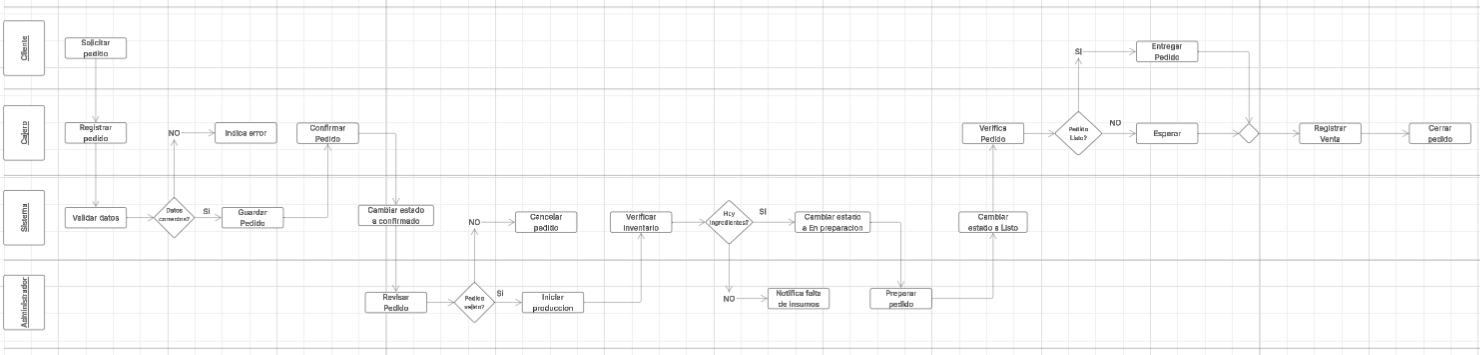 Cliente
Solicitar
pedido
SI
Entregar
Pedido
Cajero
Registrar
pedido
NO
Indica error
Confirmar
Pedido
Verifica
Pedido
Pedido
Listo?
NO
Esperar
Registrar
Venta
Cerrar
pedido
Sistema
Validar datos
Datos
correctos?
SI
Guardar
Pedido
Cambiar estado
a confirmado
NO
Cancelar
pedido
Verificar
Inventario
Hay
ingredientes?
SI
Cambiar estado
a En preparacion
Cambiar
estado a Listo
Administrador
Revisar
Pedido
Pedido
valido?
SI
Iniciar
produccion
NO
Notifica falta
de insumos
Preparar
pedido